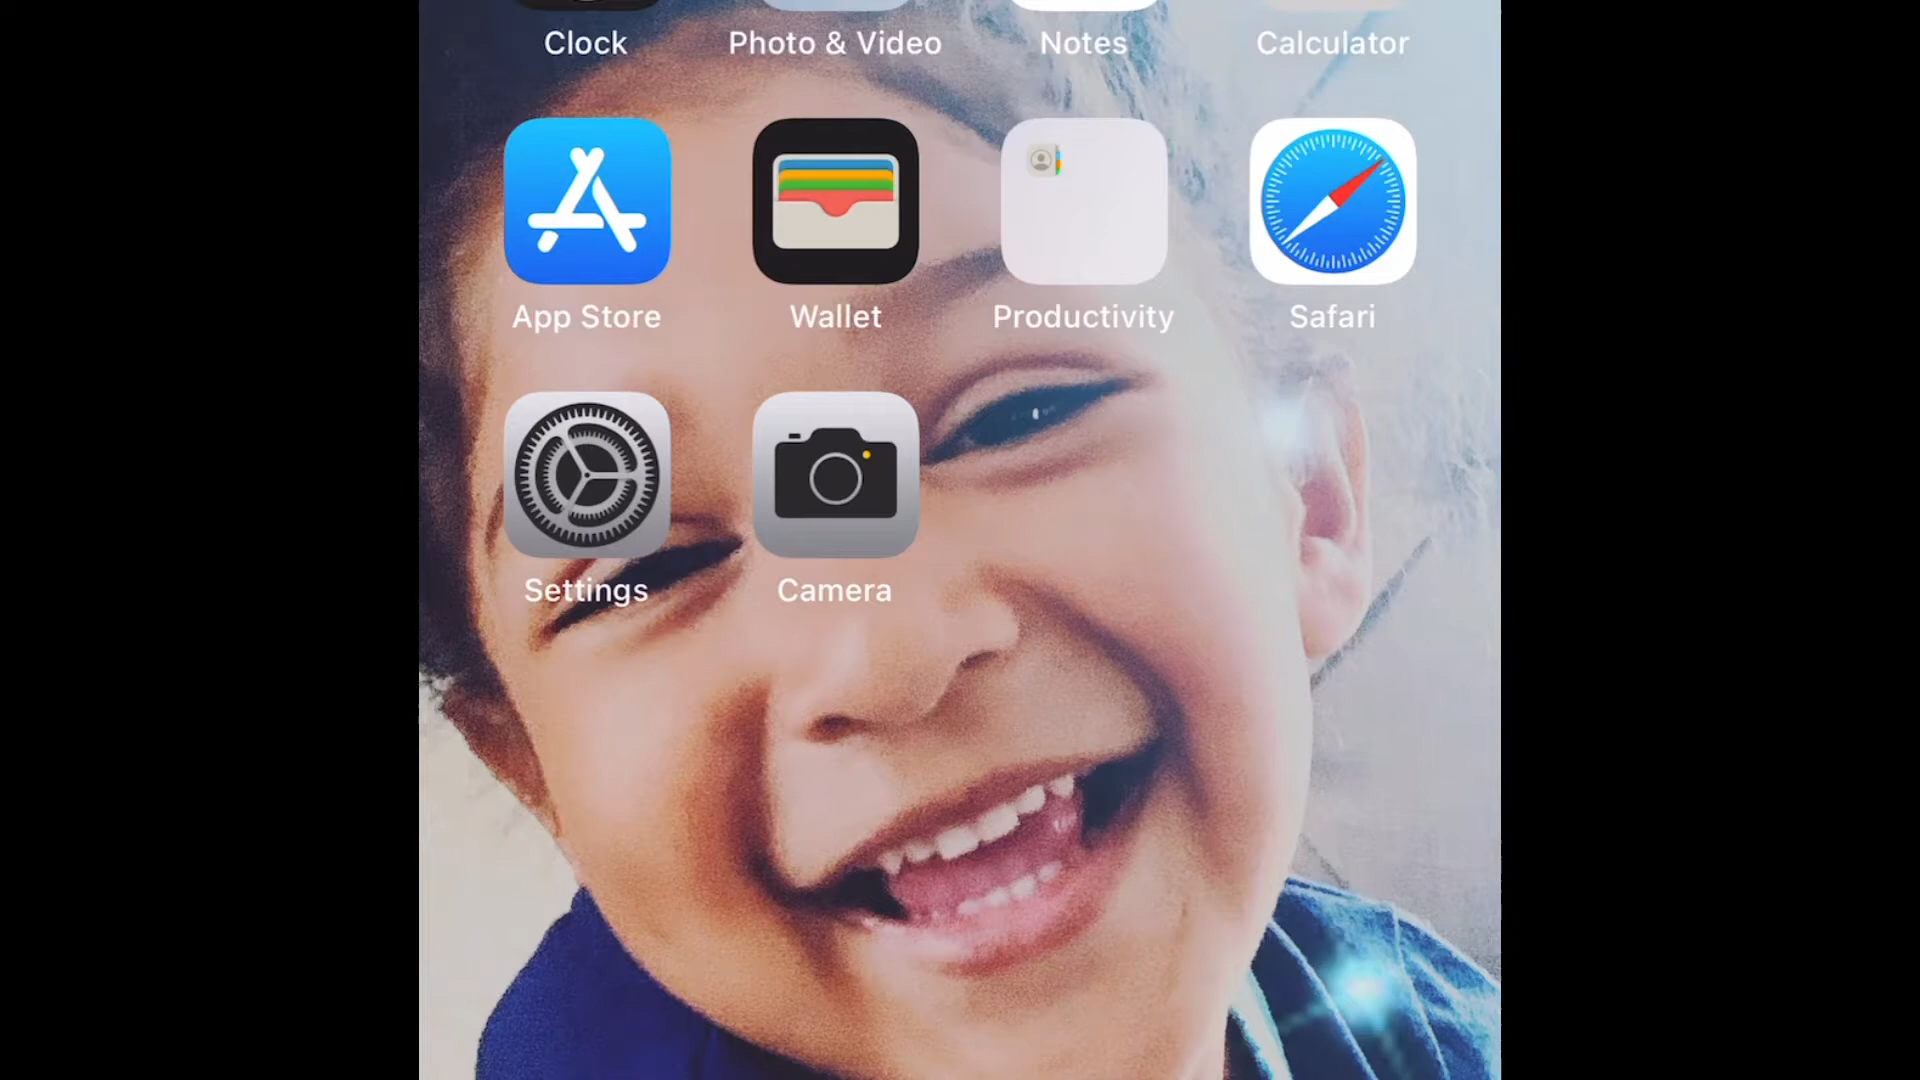 Clock Photo & Video Notes Calculator
App Store Wallet Productivity Safari
Settings Camera